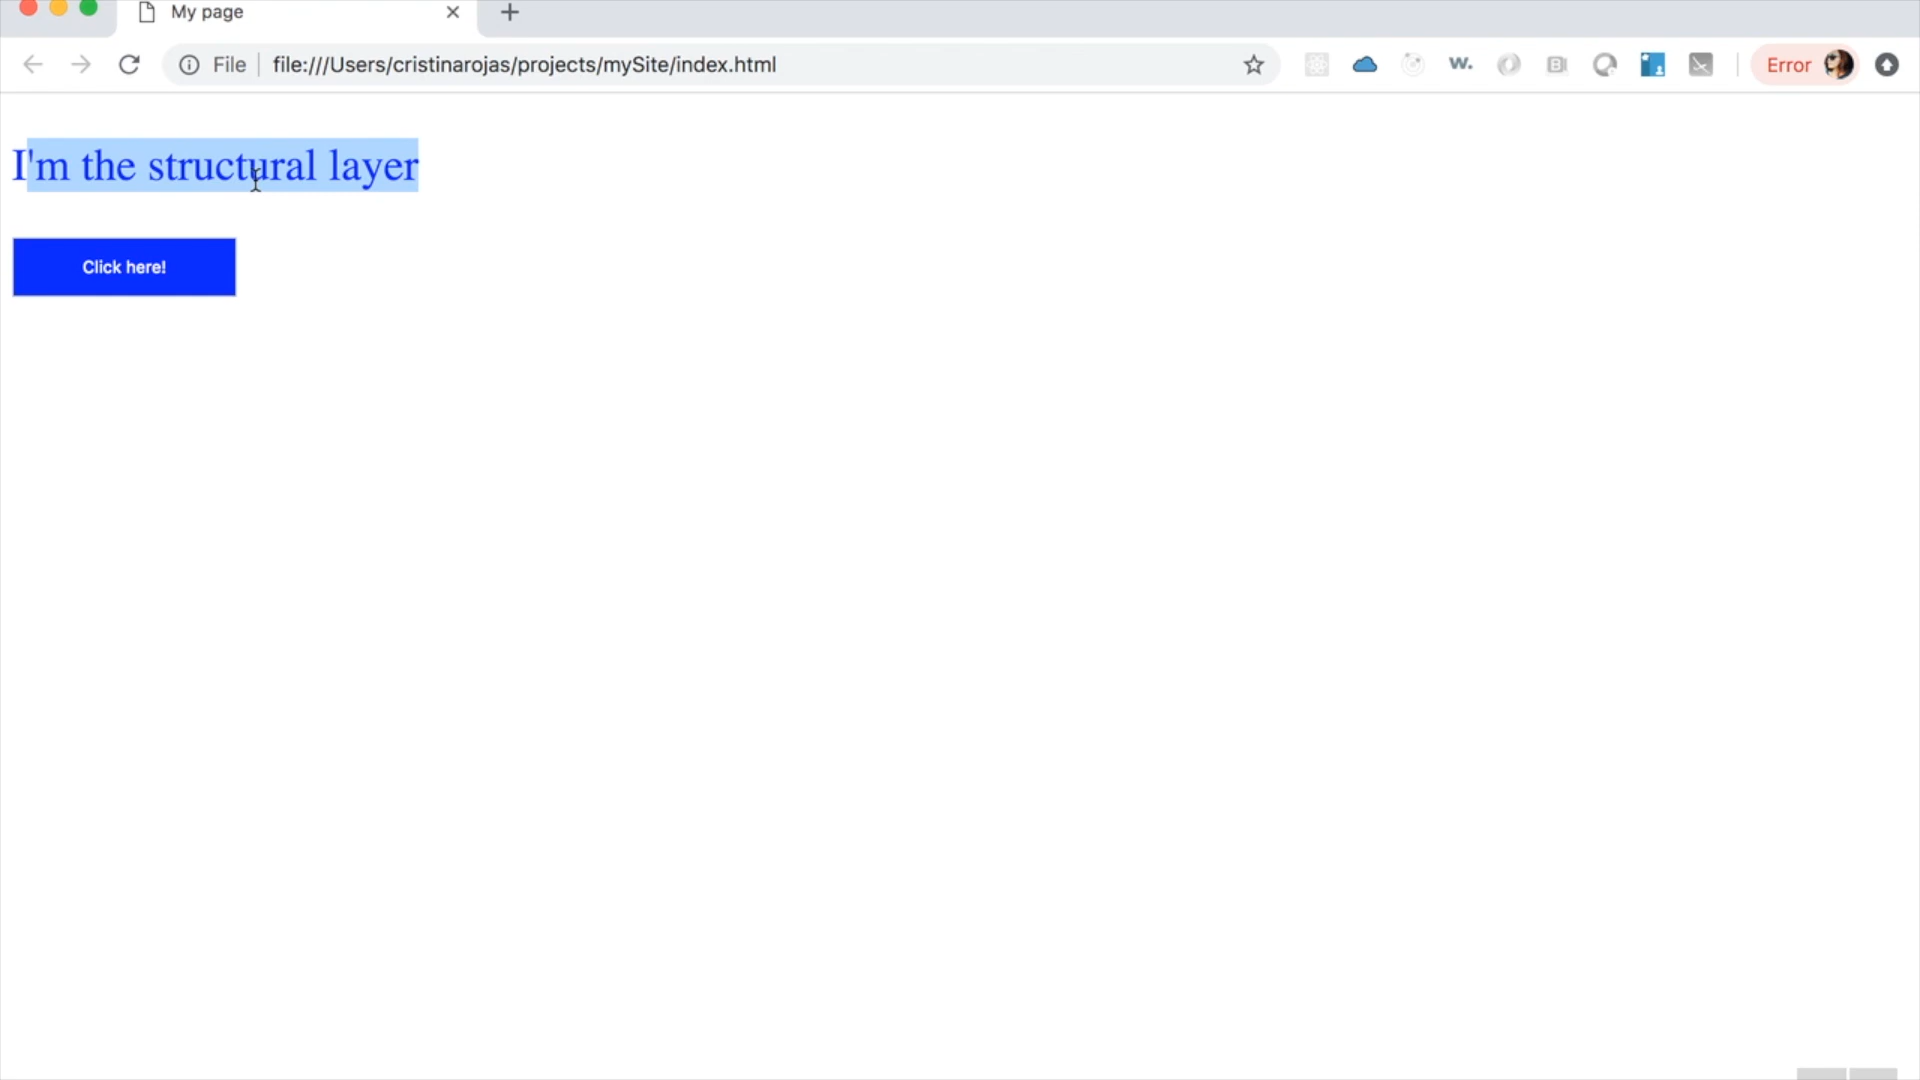 My page
File file:///Users/cristinarojas/projects/mySite/index.html
w.
Error
I'm the structural layer
Click here!